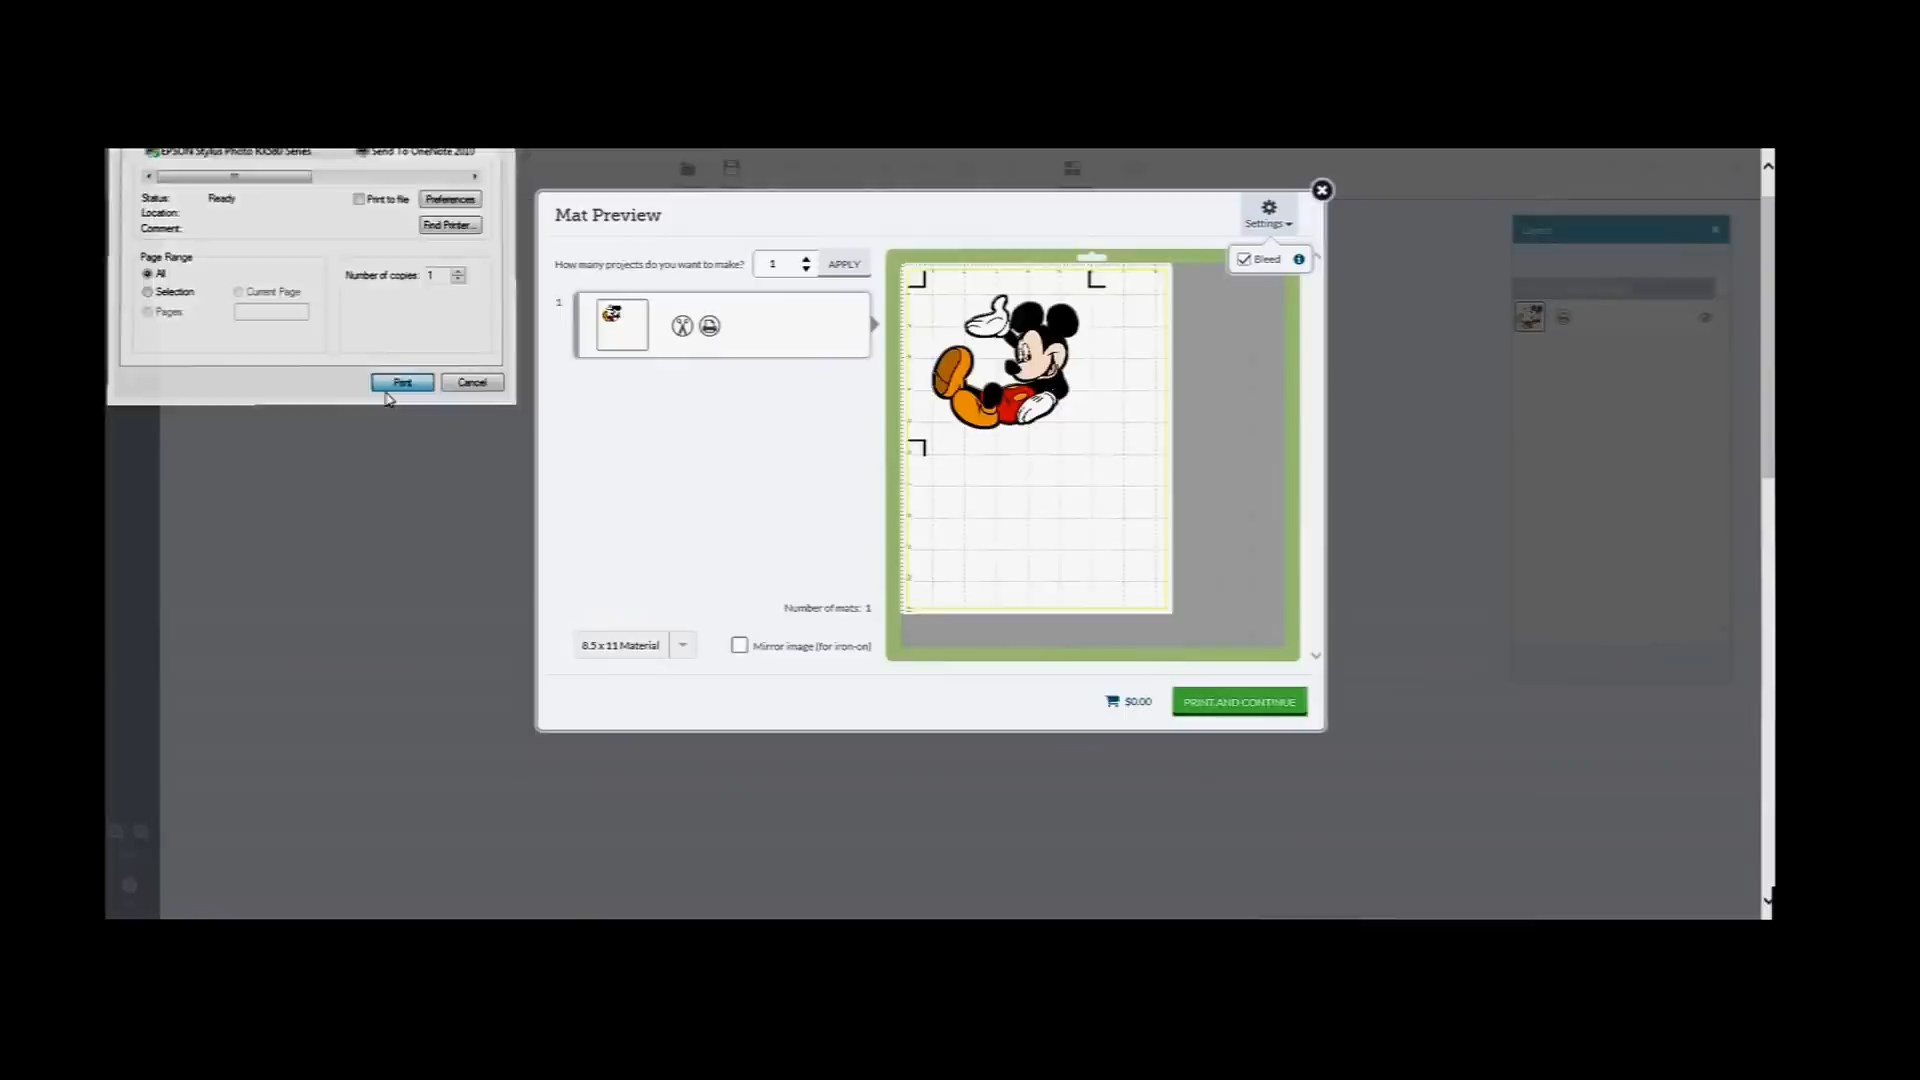 EPSON Stylus Photo RX580 Series
Send To OneNote 2010
Status: Ready
Print to file
Preferences
Location:
Comment:
Find Printer...
Page Range
All
Selection
Current Page
Pages:
Number of copies: 1
Print
Cancel
Mat Preview
Settings
Bleed
How many projects do you want to make? 1 APPLY
1
Number of mats: 1
8.5 x 11 Material
Mirror image (for iron-on)
$0.00
PRINT AND CONTINUE